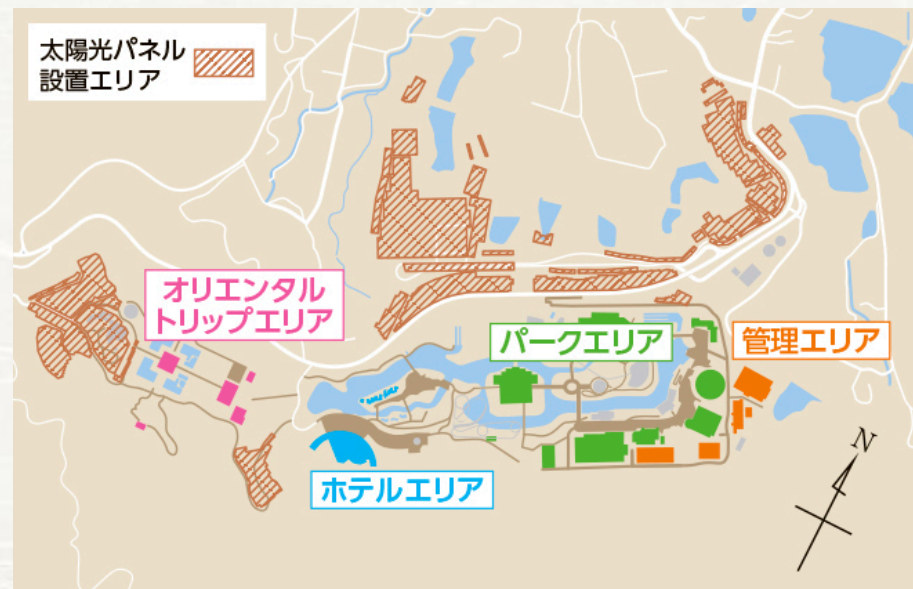 太陽光パネル
設置エリア
オリエンタル
トリップエリア
パークエリア
管理エリア
ホテルエリア
N